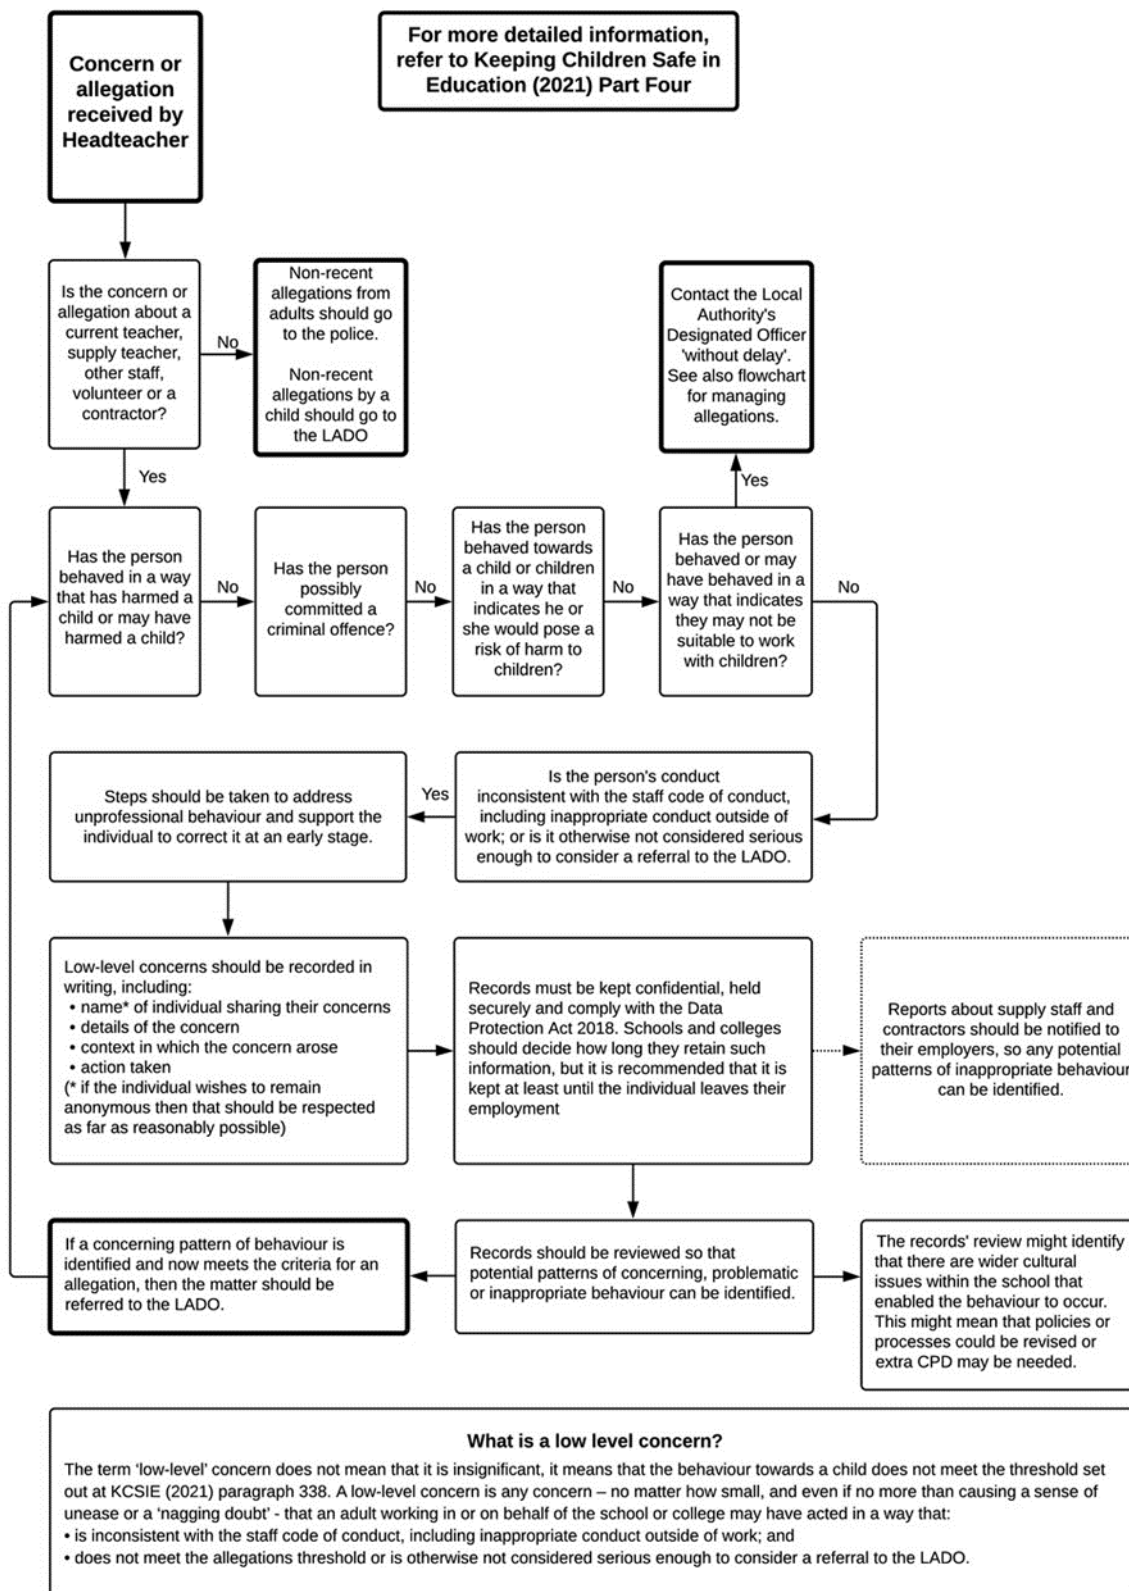 Concern or
allegation
received by
Headteacher
For more detailed information,
refer to Keeping Children Safe in
Education (2021) Part Four
Is the concern or
allegation about a
current teacher,
supply teacher,
other staff,
volunteer or a
contractor?
No
Non-recent
allegations from
adults should go
to the police.
Non-recent
allegations by a
child should go to
the LADO
Contact the Local
Authority's
Designated Officer
'without delay'.
See also flowchart
for managing
allegations.
Yes
Yes
Has the person
behaved in a way
that has harmed a
child or may have
harmed a child?
No
Has the person
possibly
committed a
criminal offence?
No
Has the person
behaved towards
a child or children
in a way that
indicates he or
she would pose a
risk of harm to
children?
No
Has the person
behaved or may
have behaved in a
way that indicates
they may not be
suitable to work
with children?
No
Is the person's conduct
inconsistent with the staff code of conduct,
including inappropriate conduct outside of
work; or is it otherwise not considered serious
enough to consider a referral to the LADO.
Yes
Steps should be taken to address
unprofessional behaviour and support the
individual to correct it at an early stage.
Low-level concerns should be recorded in
writing, including:
• name* of individual sharing their concerns
• details of the concern
• context in which the concern arose
• action taken
(* if the individual wishes to remain
anonymous then that should be respected
as far as reasonably possible)
Records must be kept confidential, held
securely and comply with the Data
Protection Act 2018. Schools and colleges
should decide how long they retain such
information, but it is recommended that it is
kept at least until the individual leaves their
employment
Reports about supply staff and
contractors should be notified to
their employers, so any potential
patterns of inappropriate behaviour
can be identified.
If a concerning pattern of behaviour is
identified and now meets the criteria for an
allegation, then the matter should be
referred to the LADO.
Records should be reviewed so that
potential patterns of concerning, problematic
or inappropriate behaviour can be identified.
The records' review might identify
that there are wider cultural
issues within the school that
enabled the behaviour to occur.
This might mean that policies or
processes could be revised or
extra CPD may be needed.
What is a low level concern?
The term ‘low-level’ concern does not mean that it is insignificant, it means that the behaviour towards a child does not meet the threshold set
out at KCSIE (2021) paragraph 338. A low-level concern is any concern – no matter how small, and even if no more than causing a sense of
unease or a ‘nagging doubt’ - that an adult working in or on behalf of the school or college may have acted in a way that:
• is inconsistent with the staff code of conduct, including inappropriate conduct outside of work; and
• does not meet the allegations threshold or is otherwise not considered serious enough to consider a referral to the LADO.